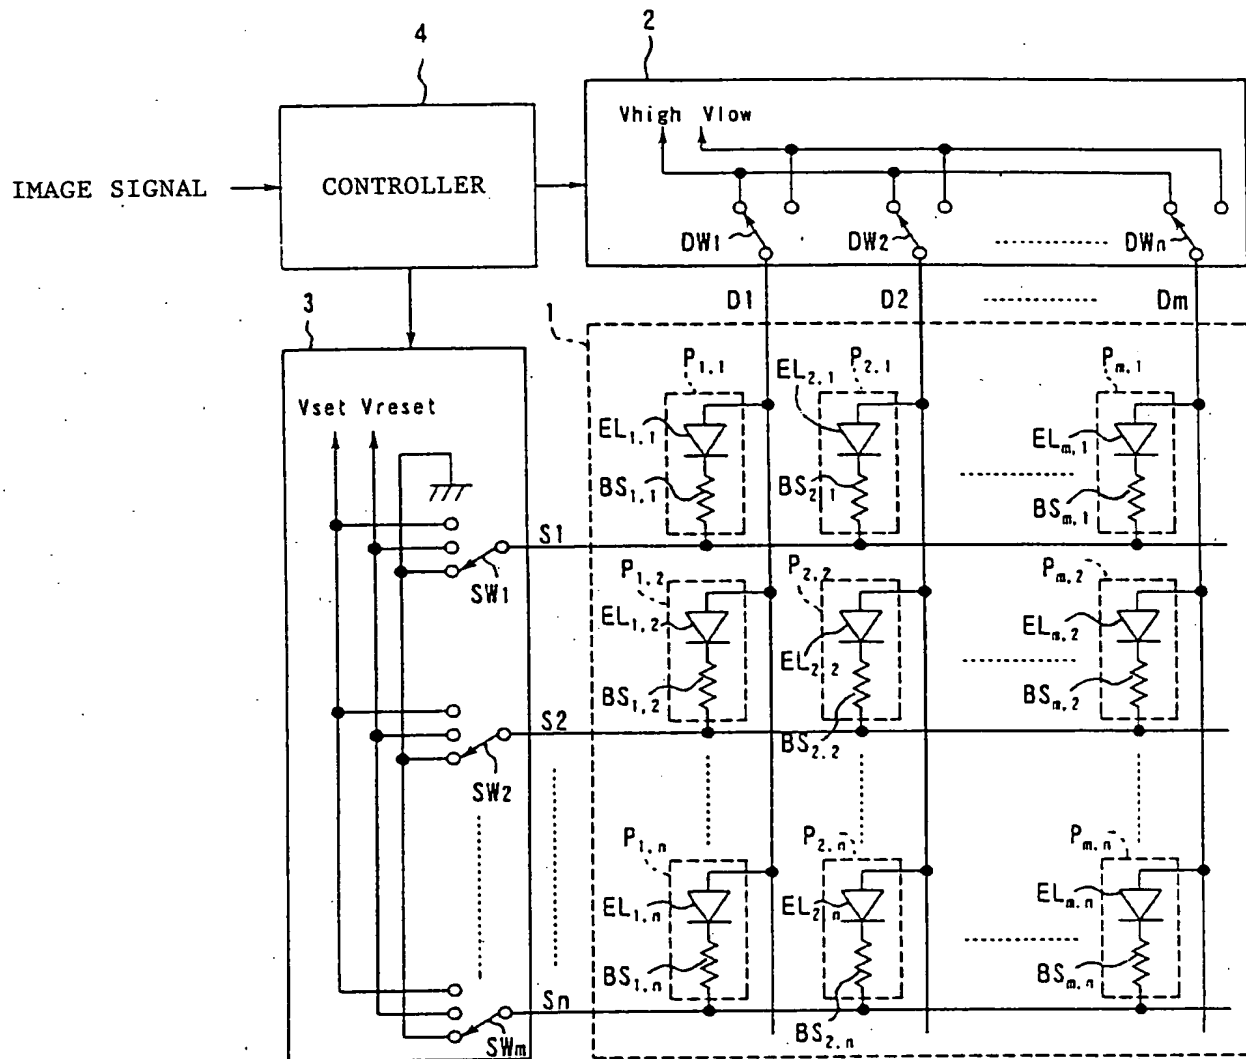 4
2
Vhigh Vlow
IMAGE SIGNAL
CONTROLLER
DW1
DW2
DWn
3
1
D1
D2
Dm
Vset Vreset
P1,1
EL2,1
P2,1
Pm,1
EL1,1
ELm,1
BS1,1
BS2,1
BSm,1
S1
SW1
P1,2
P2,2
Pm,2
EL1,2
EL2,2
ELm,2
BS1,2
BS2,2
BSm,2
S2
SW2
P1,n
P2,n
Pm,n
EL1,n
EL2,n
ELm,n
BS1,n
BS2,n
BSm,n
Sn
SWm